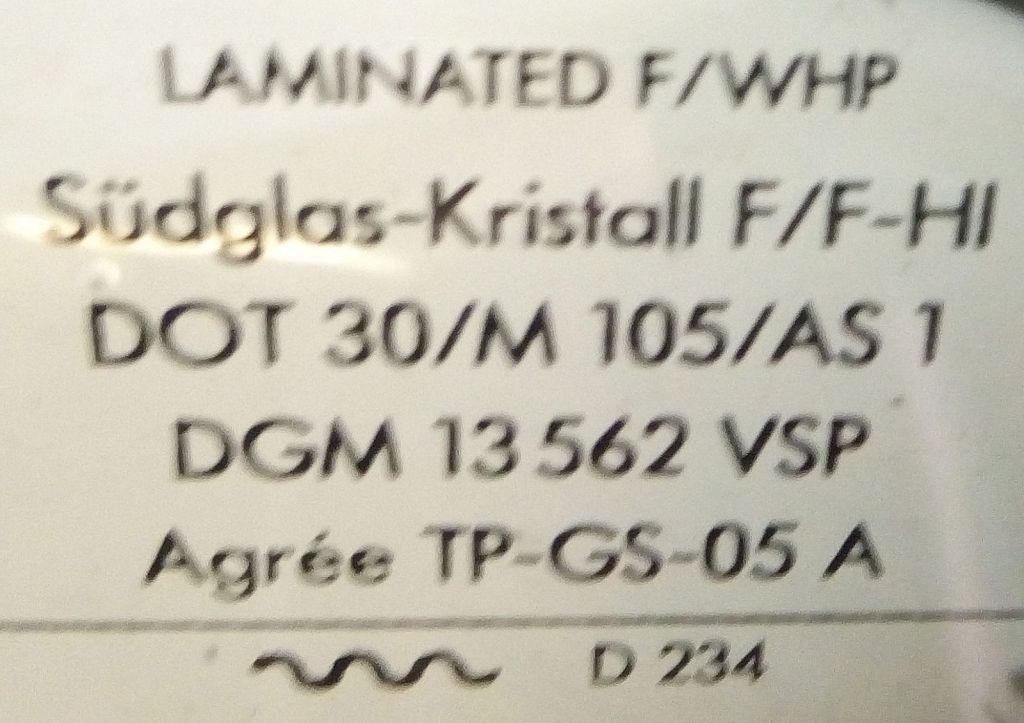 LAMINATED F/WHP
Südglas-Kristall F/F-HI
DOT 30/M 105/AS 1
DGM 13 562 VSP
Agrée TP-GS-05 A
D 234